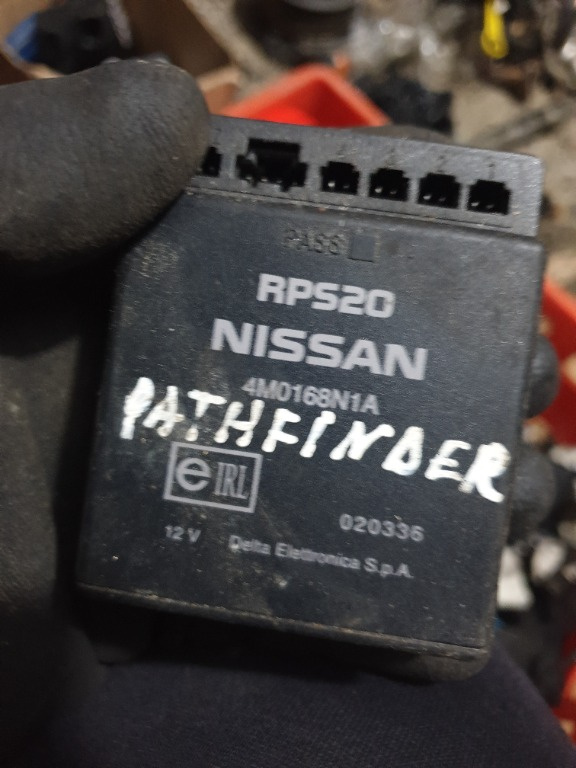 PASS
RPS20
NISSAN
4M0168N1A
PATHFINDER
e IRL
020336
12 V Delta Elettronica S.p.A.